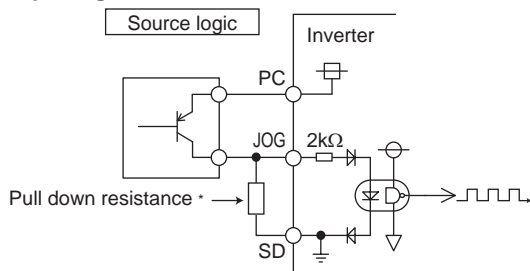 Source logic
Inverter
PC
JOG
2kΩ
Pull down resistance *
SD